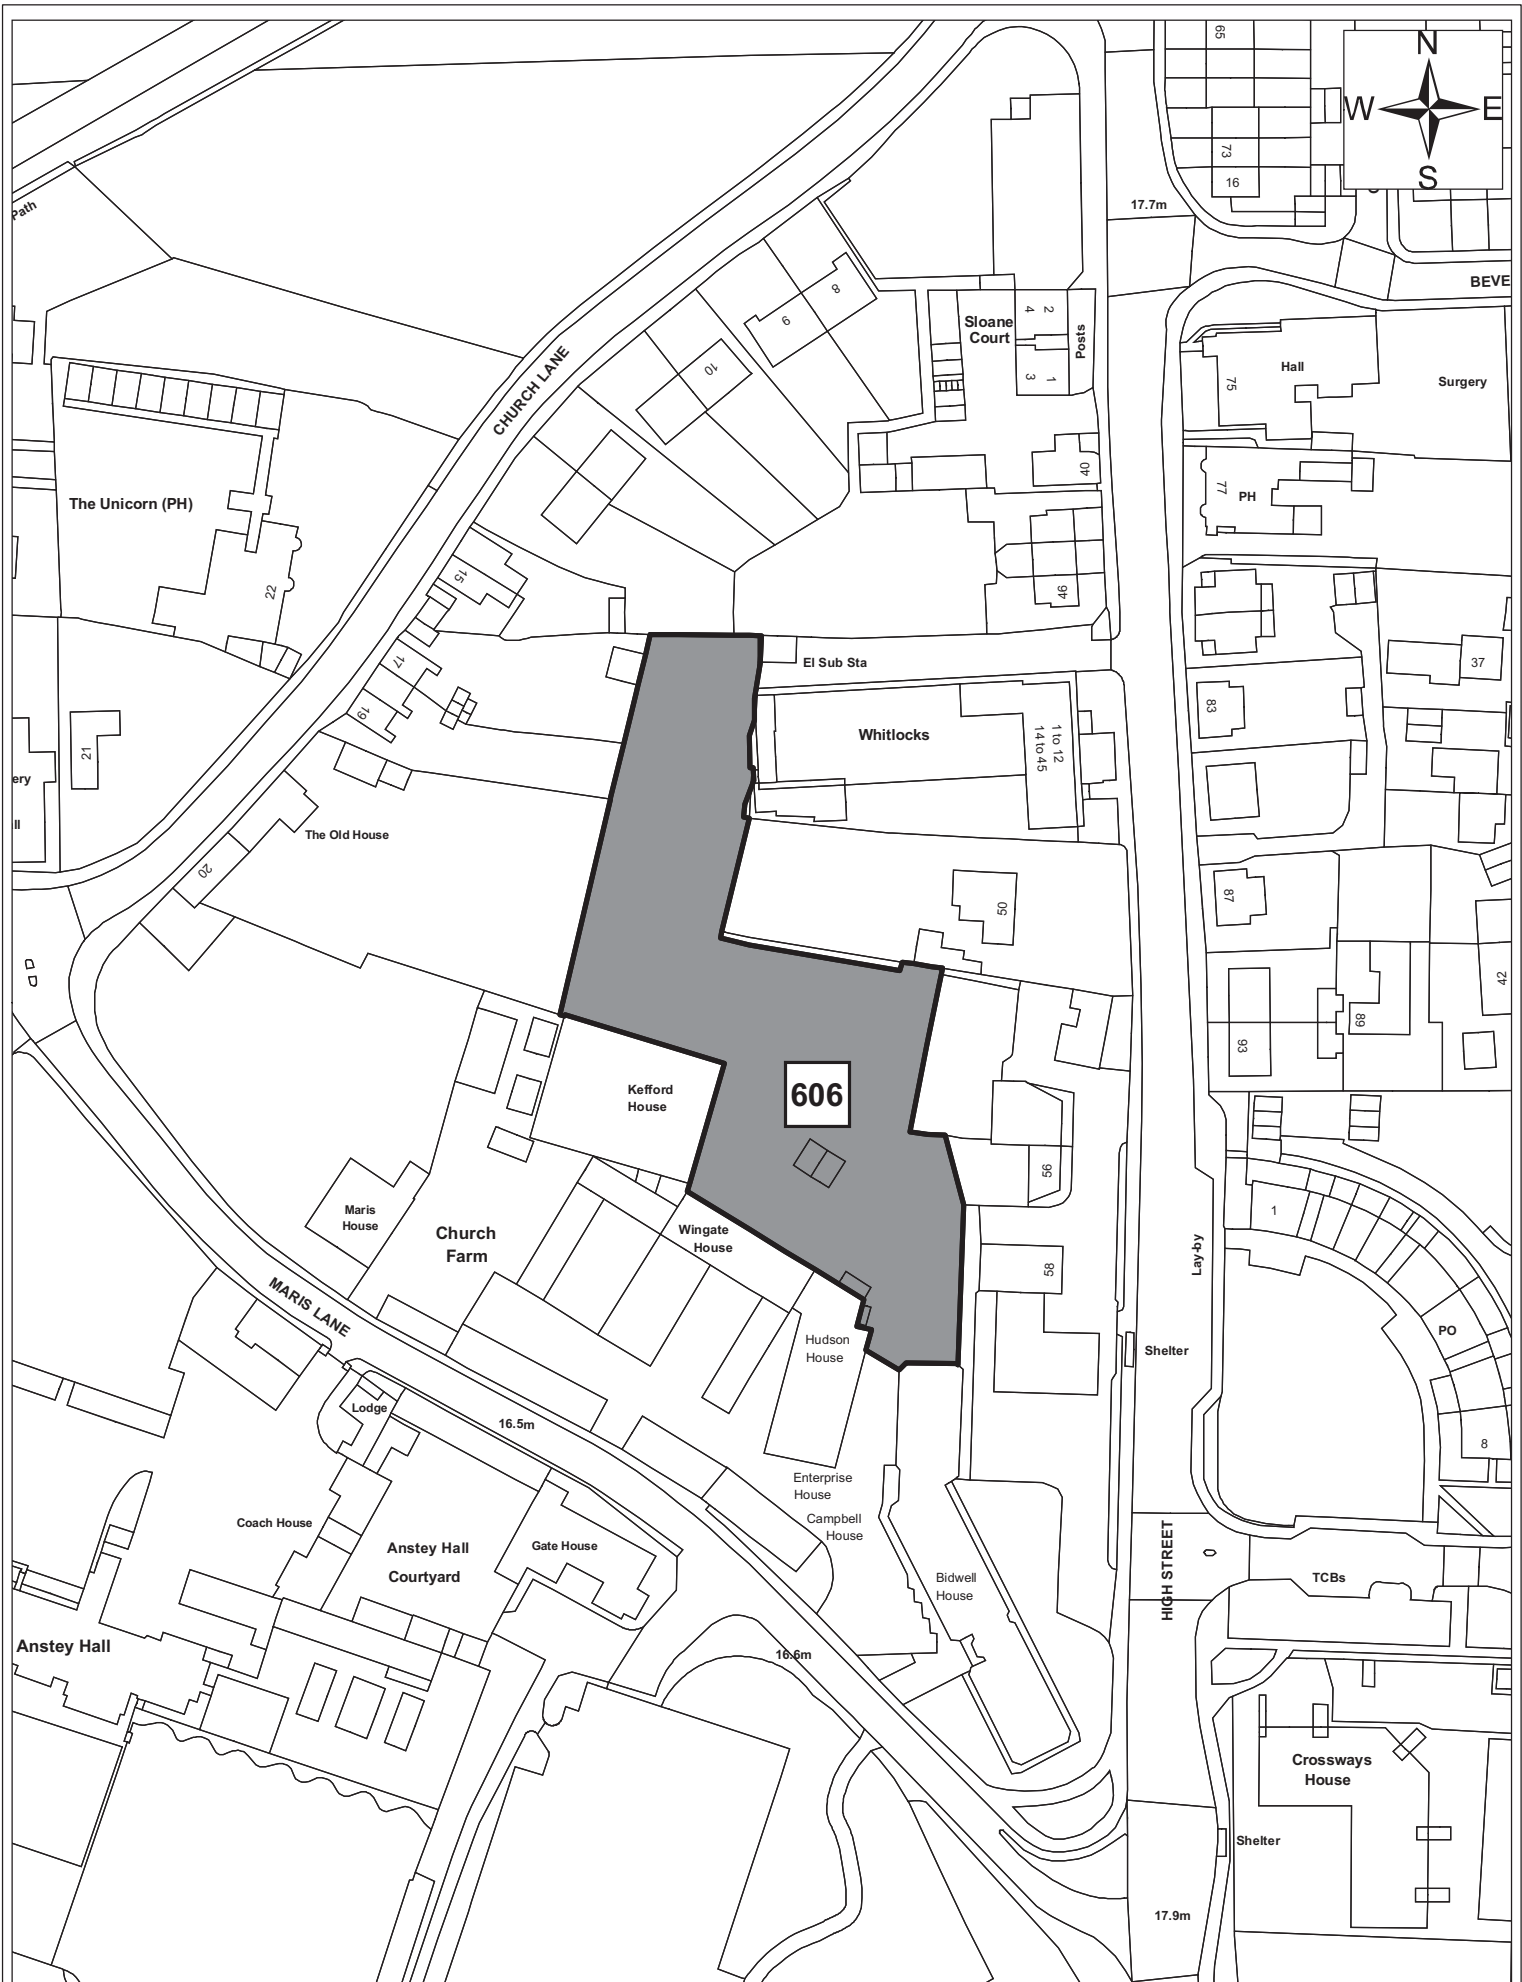 65
N
W
E
S
73
16
Path
17.7m
BEVE
8
9
Sloane
Court
4
2
3
1
Posts
10
CHURCH LANE
75
Hall
Surgery
40
77
PH
The Unicorn (PH)
22
15
46
17
El Sub Sta
37
19
83
Whitlocks
1 to 12
14 to 45
21
ery
ll
The Old House
20
50
87
42
93
89
606
Kefford
House
56
Maris
House
Church
Farm
Wingate
House
1
Lay-by
58
MARIS LANE
Hudson
House
Shelter
PO
Lodge
16.5m
8
Enterprise
House
Campbell
House
Coach House
Anstey Hall
Courtyard
Gate House
HIGH STREET
Bidwell
House
TCBs
Anstey Hall
16.6m
Crossways
House
Shelter
17.9m